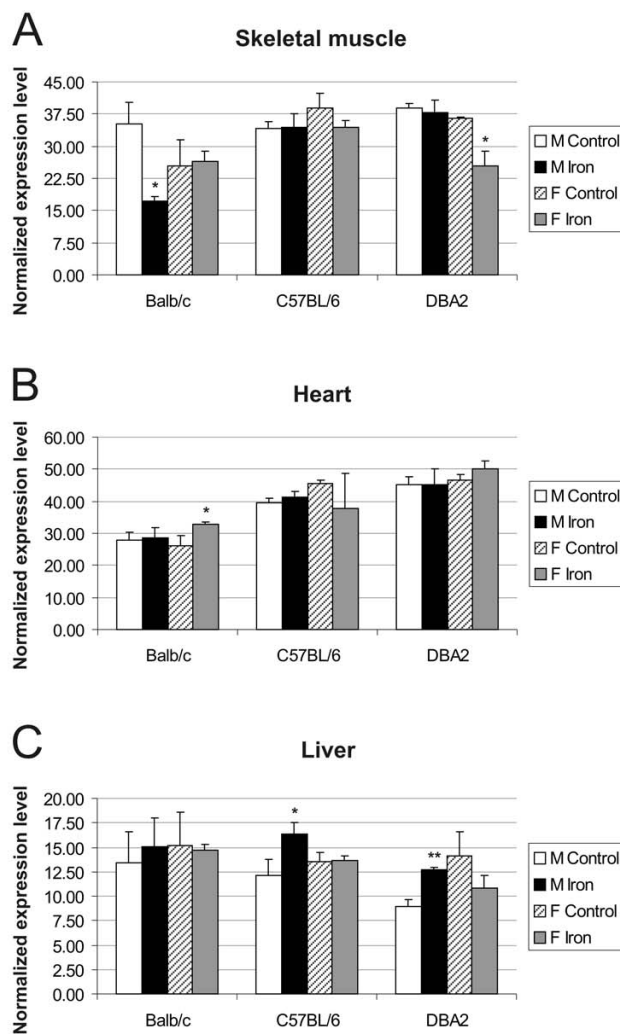 A
Skeletal muscle
Normalized expression level
45.00
37.50
30.00
22.50
15.00
7.50
0.00
*
*
Balb/c
C57BL/6
DBA2
M Control
M Iron
F Control
F Iron
B
Heart
Normalized expression level
60.00
50.00
40.00
30.00
20.00
10.00
0.00
*
Balb/c
C57BL/6
DBA2
M Control
M Iron
F Control
F Iron
C
Liver
Normalized expression level
20.00
17.50
15.00
12.50
10.00
7.50
5.00
2.50
0.00
*
**
Balb/c
C57BL/6
DBA2
M Control
M Iron
F Control
F Iron